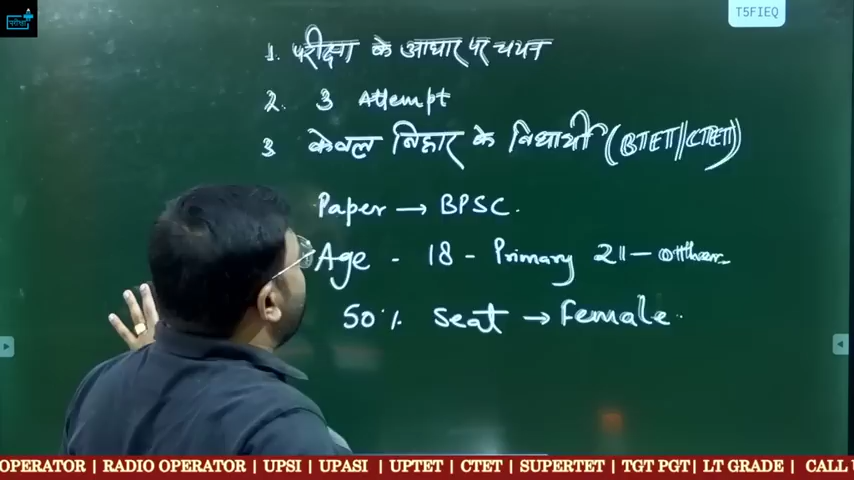 परीक्षा
T5FIEQ
1. परीक्षा के आधार पर चयन
2. 3 Attempt
3 केवल बिहार के विद्यार्थी (BTET||CTET)
Paper → BPSC.
Age - 18 - Primary 21 - other
50% Seat → Female.
OPERATOR | RADIO OPERATOR | UPSI | UPASI | UPTET | CTET | SUPERTET | TGT PGT | LT GRADE | CALL U